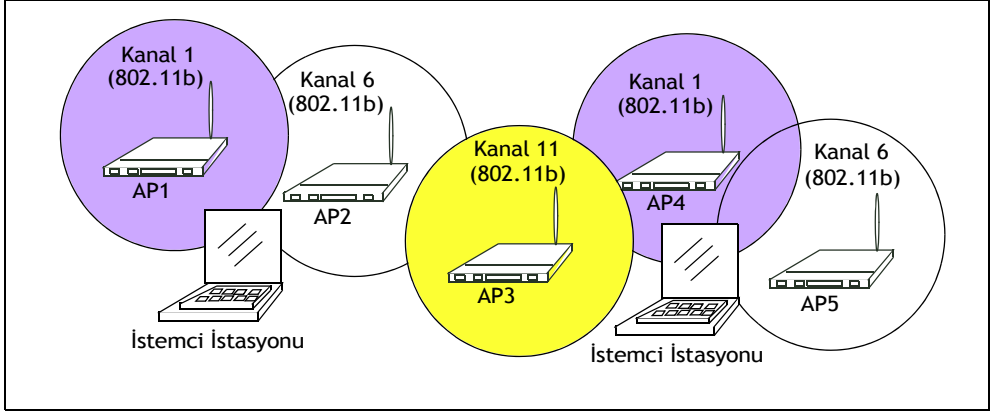 Kanal 1
(802.11b)
AP1
Kanal 6
(802.11b)
AP2
Kanal 11
(802.11b)
AP3
Kanal 1
(802.11b)
AP4
Kanal 6
(802.11b)
AP5
İstemci İstasyonu
İstemci İstasyonu